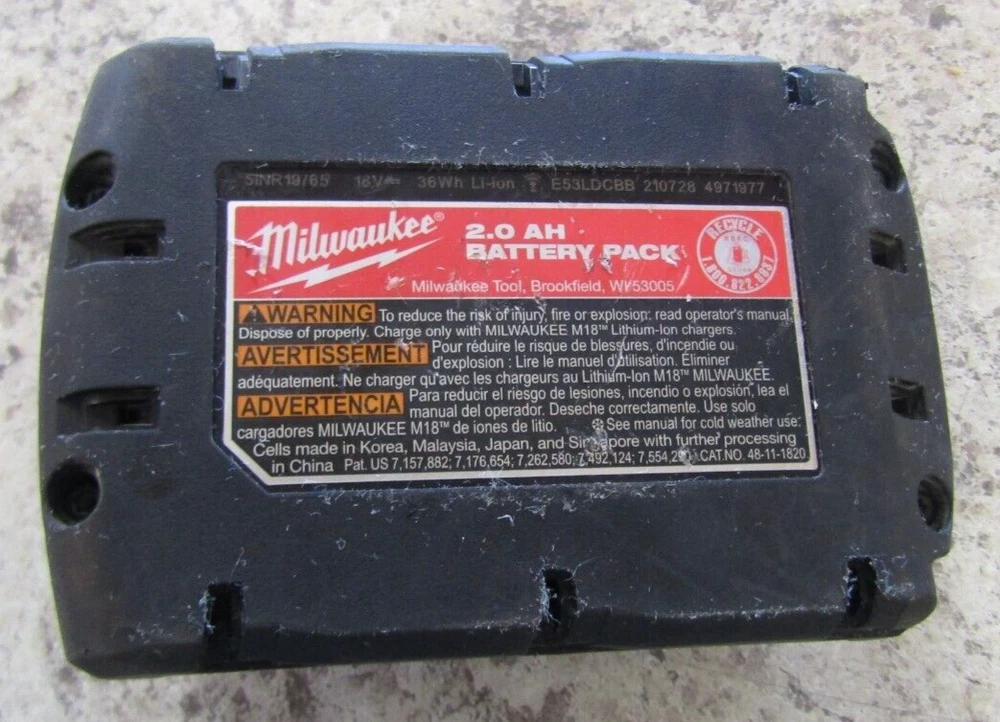 5INR19/65 18V⎓ 36Wh Li-Ion E53LDCBB 210728 4971977
Milwaukee®
2.0 AH
BATTERY PACK
Milwaukee Tool, Brookfield, WI 53005
RECYCLE
RBRC
Li-ion
1.800.822.8837
WARNING To reduce the risk of injury, fire or explosion: read operator's manual.
Dispose of properly. Charge only with MILWAUKEE M18™ Lithium-Ion chargers.
AVERTISSEMENT Pour réduire le risque de blessures, d'incendie ou
d'explosion : Lire le manuel d'utilisation. Éliminer
adéquatement. Ne charger qu'avec les chargeurs au Lithium-Ion M18™ MILWAUKEE.
ADVERTENCIA Para reducir el riesgo de lesiones, incendio o explosión, lea el
manual del operador. Deseche correctamente. Use solo
cargadores MILWAUKEE M18™ de iones de litio. ❄ See manual for cold weather use.
Cells made in Korea, Malaysia, Japan, and Singapore with further processing
in China Pat. US 7,157,882; 7,176,654; 7,262,580; 7,492,124; CAT.NO. 48-11-1820